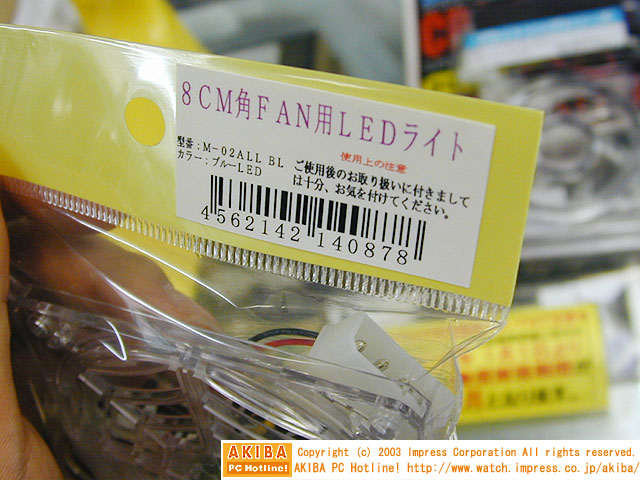 8CM角FAN用LEDライト
型番:M-02ALL BL
カラー:ブルーLED
使用上の注意
ご使用後のお取り扱いに付きまして
は十分、お気を付けてください。
4562142 140878
AKIBA
PC Hotline!
Copyright (c) 2003 Impress Corporation All rights reserved.
AKIBA PC Hotline! http://www.watch.impress.co.jp/akiba/